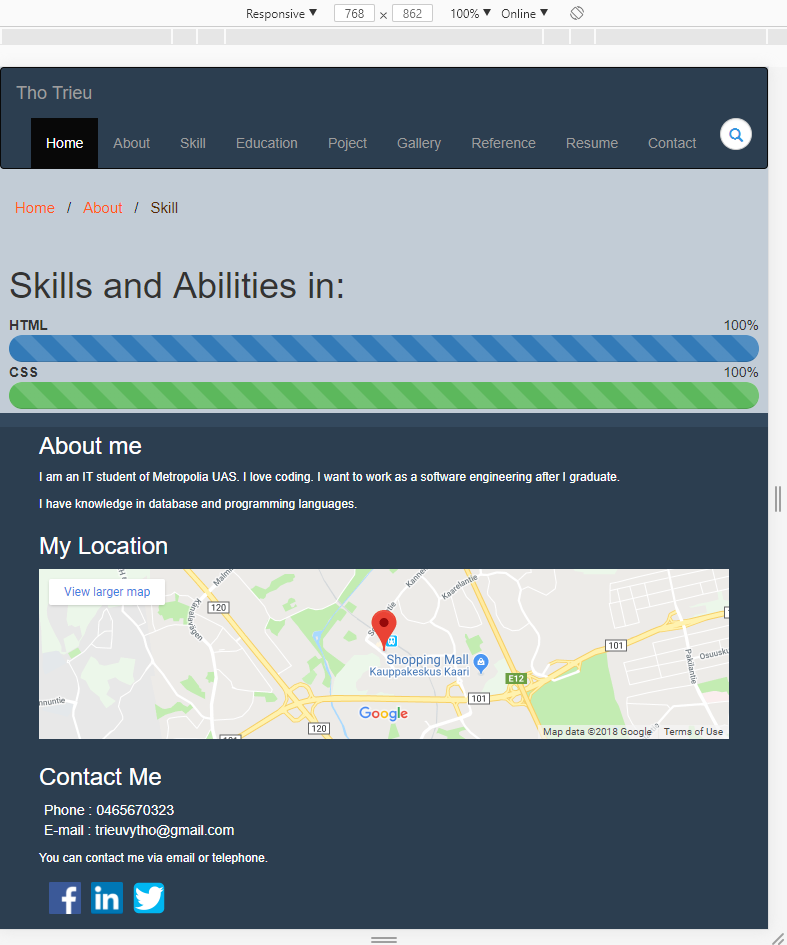 Responsive ▼ 768 x 862 100% ▼ Online ▼
Tho Trieu
Home About Skill Education Poject Gallery Reference Resume Contact
Home / About / Skill
Skills and Abilities in:
HTML 100%
CSS 100%
About me
I am an IT student of Metropolia UAS. I love coding. I want to work as a software engineering after I graduate.
I have knowledge in database and programming languages.
My Location
View larger map
120
Kaarelantie
101
Shopping Mall
Kauppakeskus Kaari
E12
101
Pakilantie
120
Google
Map data ©2018 Google Terms of Use
Contact Me
Phone : 0465670323
E-mail : trieuvytho@gmail.com
You can contact me via email or telephone.
f
in